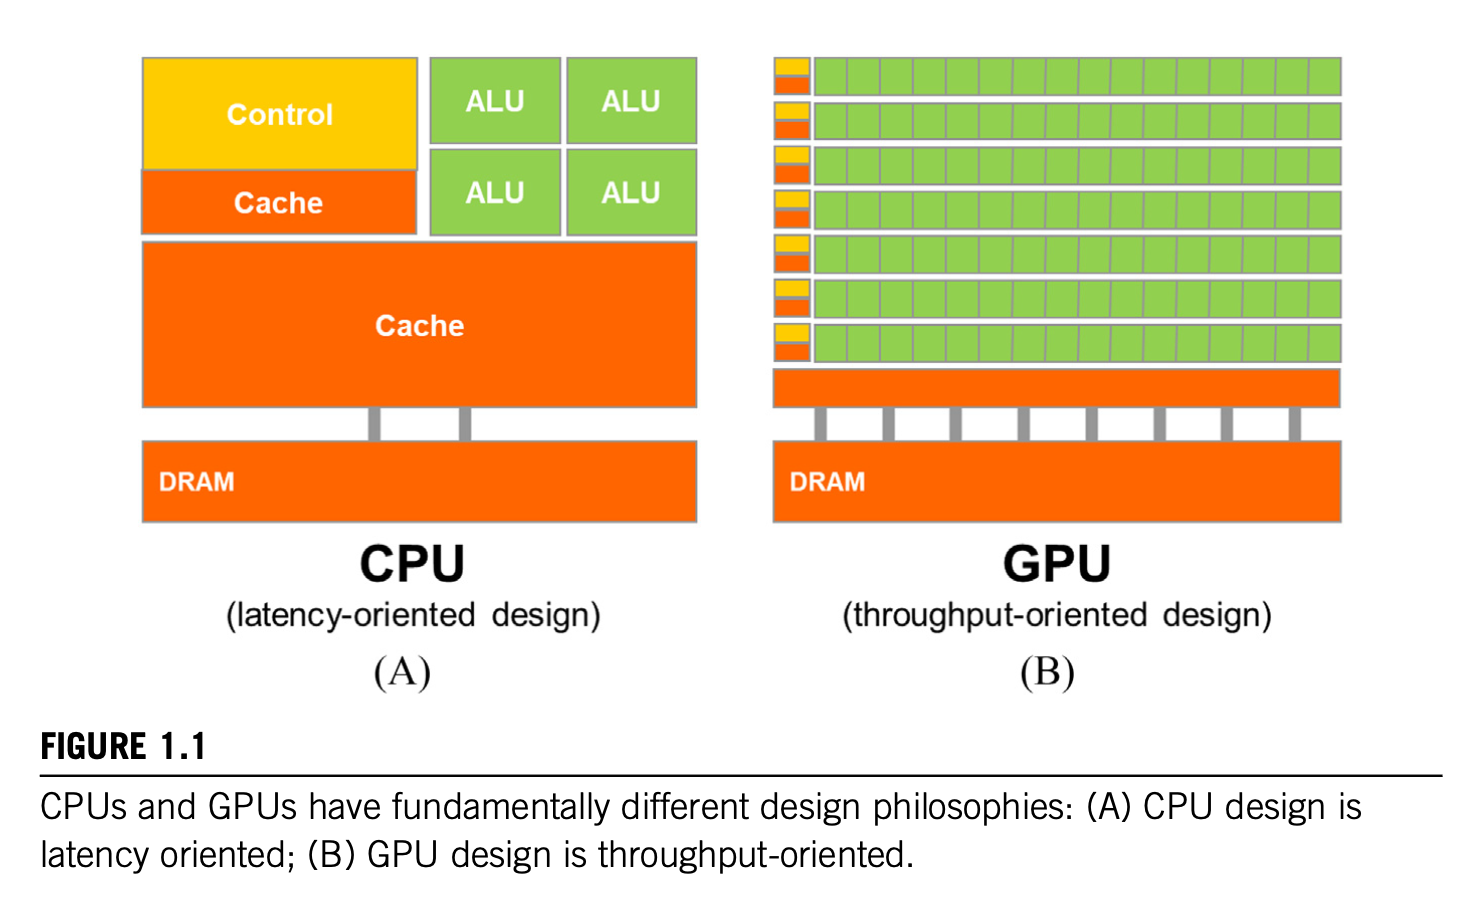 Control
ALU
ALU
Cache
ALU
ALU
Cache
DRAM
CPU
(latency-oriented design)
(A)
DRAM
GPU
(throughput-oriented design)
(B)
FIGURE 1.1
CPUs and GPUs have fundamentally different design philosophies: (A) CPU design is
latency oriented; (B) GPU design is throughput-oriented.